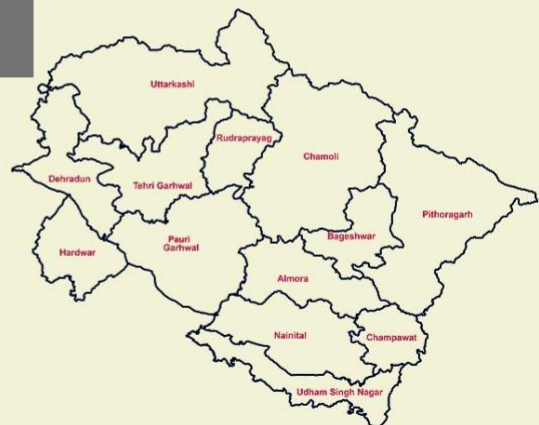 Uttarkashi
Rudraprayag
Chamoli
Dehradun
Tehri Garhwal
Pithoragarh
Pauri
Garhwal
Bageshwar
Hardwar
Almora
Nainital
Champawat
Udham Singh Nagar